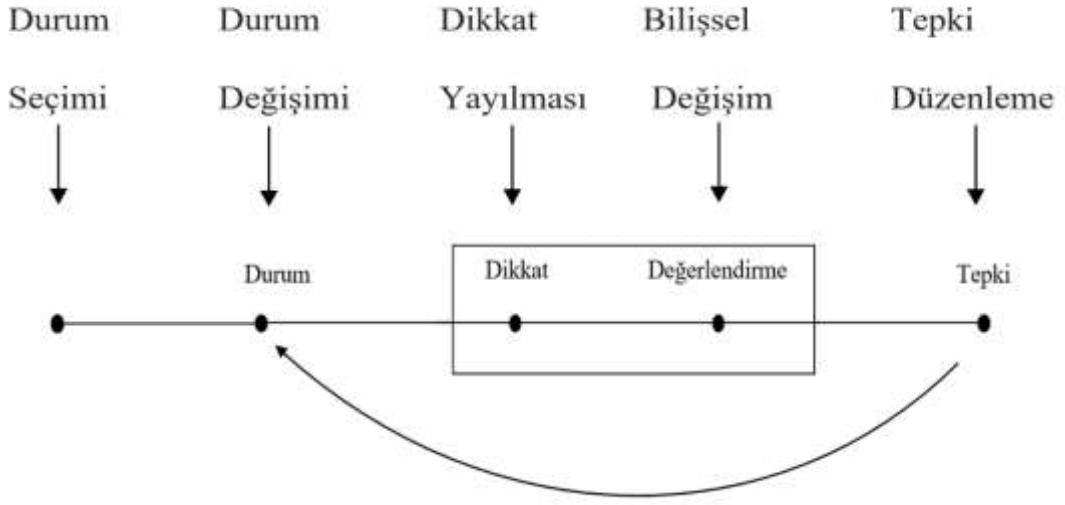 Durum Durum Dikkat Bilişsel Tepki
Seçimi Değişimi Yayılması Değişim Düzenleme
Durum Dikkat Değerlendirme Tepki